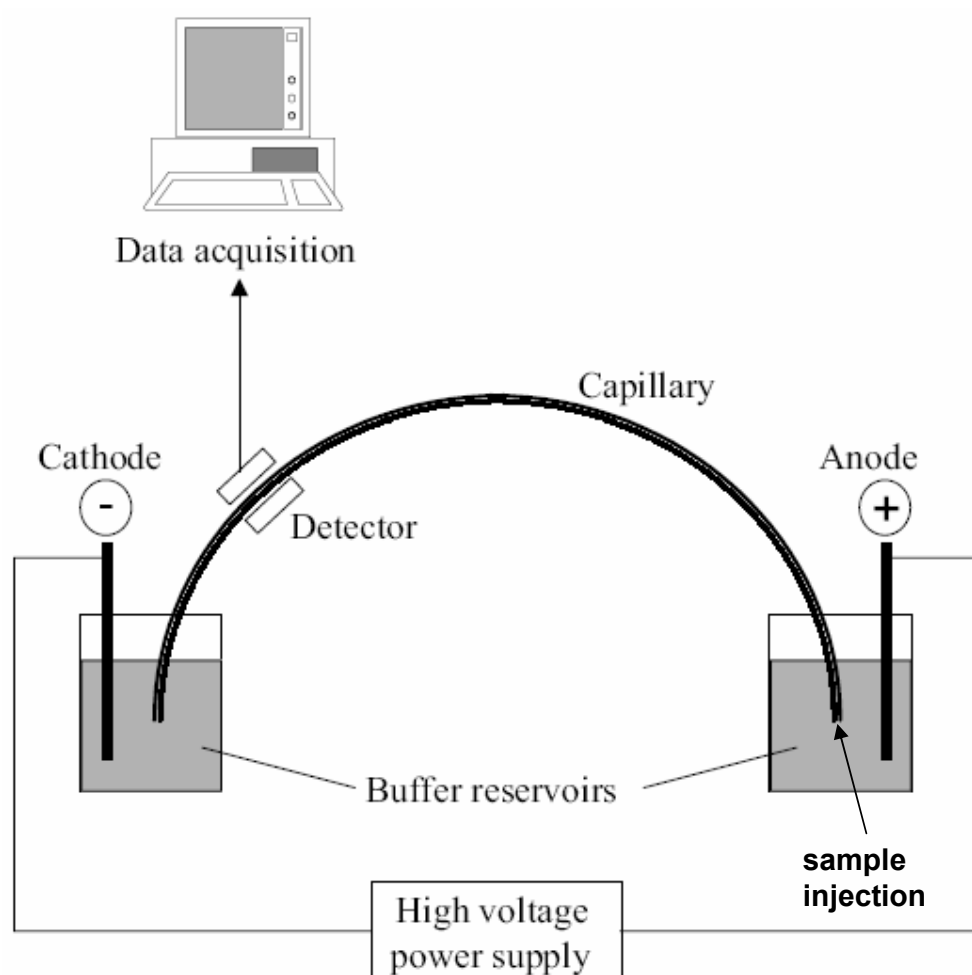 Data acquisition
Capillary
Cathode
-
Anode
+
Detector
Buffer reservoirs
sample
injection
High voltage
power supply